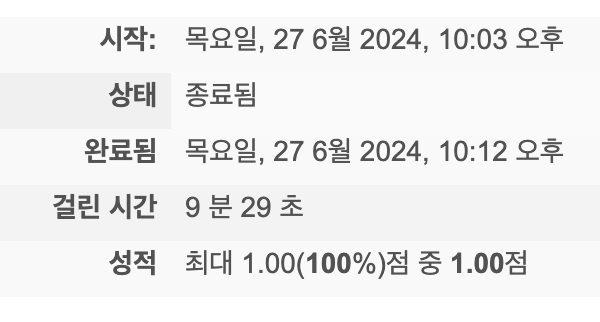 시작: 목요일, 27 6월 2024, 10:03 오후
상태 종료됨
완료됨 목요일, 27 6월 2024, 10:12 오후
걸린 시간 9 분 29 초
성적 최대 1.00(100%)점 중 1.00점